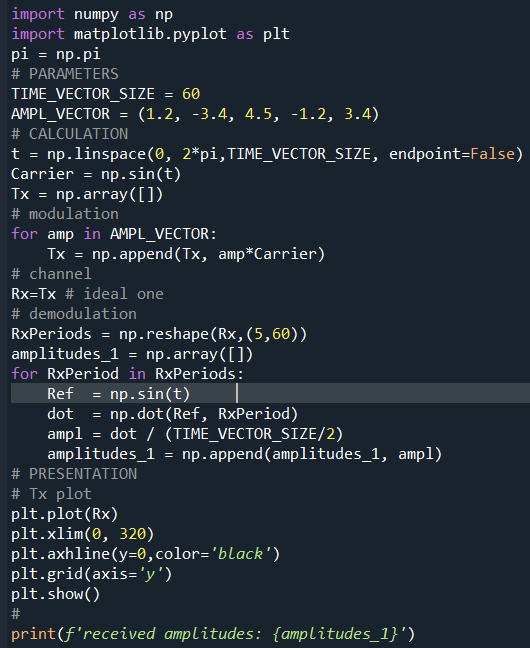 import numpy as np
import matplotlib.pyplot as plt
pi = np.pi
# PARAMETERS
TIME_VECTOR_SIZE = 60
AMPL_VECTOR = (1.2, -3.4, 4.5, -1.2, 3.4)
# CALCULATION
t = np.linspace(0, 2*pi,TIME_VECTOR_SIZE, endpoint=False)
Carrier = np.sin(t)
Tx = np.array([])
# modulation
for amp in AMPL_VECTOR:
    Tx = np.append(Tx, amp*Carrier)
# channel
Rx=Tx # ideal one
# demodulation
RxPeriods = np.reshape(Rx,(5,60))
amplitudes_1 = np.array([])
for RxPeriod in RxPeriods:
    Ref  = np.sin(t)
    dot  = np.dot(Ref, RxPeriod)
    ampl = dot / (TIME_VECTOR_SIZE/2)
    amplitudes_1 = np.append(amplitudes_1, ampl)
# PRESENTATION
# Tx plot
plt.plot(Rx)
plt.xlim(0, 320)
plt.axhline(y=0,color='black')
plt.grid(axis='y')
plt.show()
#
print(f'received amplitudes: {amplitudes_1}')